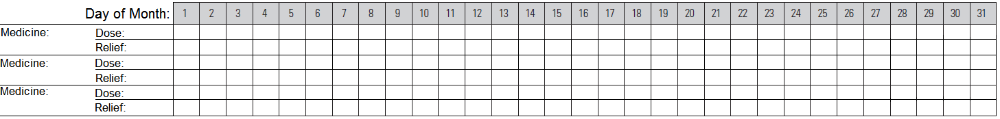 Day of Month: 1 2 3 4 5 6 7 8 9 10 11 12 13 14 15 16 17 18 19 20 21 22 23 24 25 26 27 28 29 30 31
Medicine: Dose:
Relief:
Medicine: Dose:
Relief:
Medicine: Dose:
Relief: